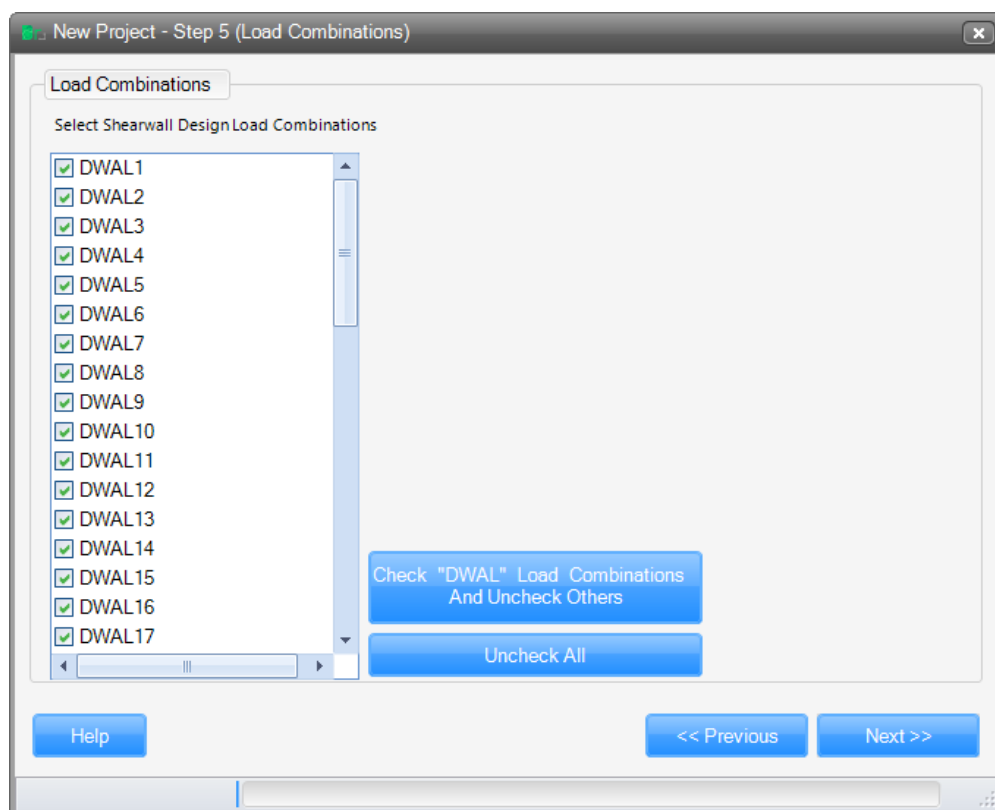 New Project - Step 5 (Load Combinations)
Load Combinations
Select Shearwall Design Load Combinations
DWAL1
DWAL2
DWAL3
DWAL4
DWAL5
DWAL6
DWAL7
DWAL8
DWAL9
DWAL10
DWAL11
DWAL12
DWAL13
DWAL14
DWAL15
DWAL16
DWAL17
Check "DWAL" Load Combinations
And Uncheck Others
Uncheck All
Help
<< Previous
Next >>